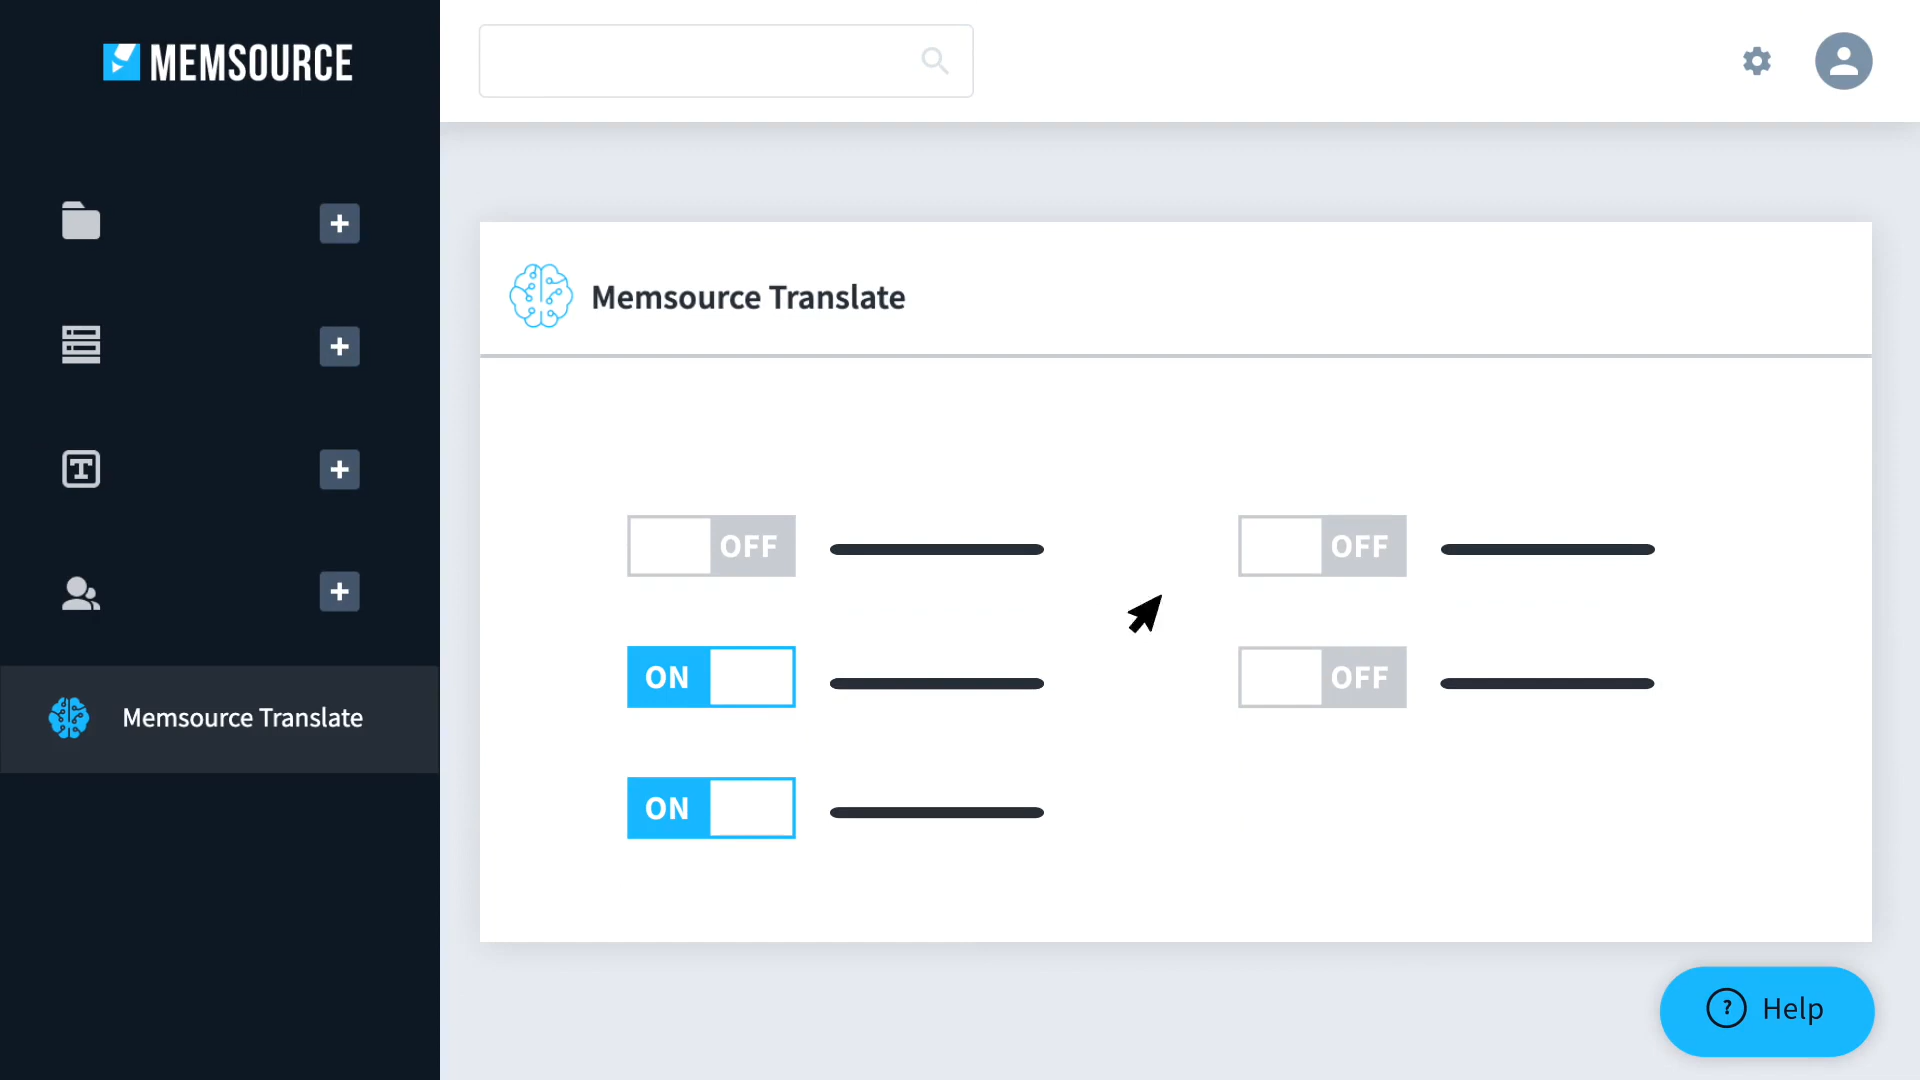 MEMSOURCE
Memsource Translate
Memsource Translate
OFF
OFF
ON
OFF
ON
? Help